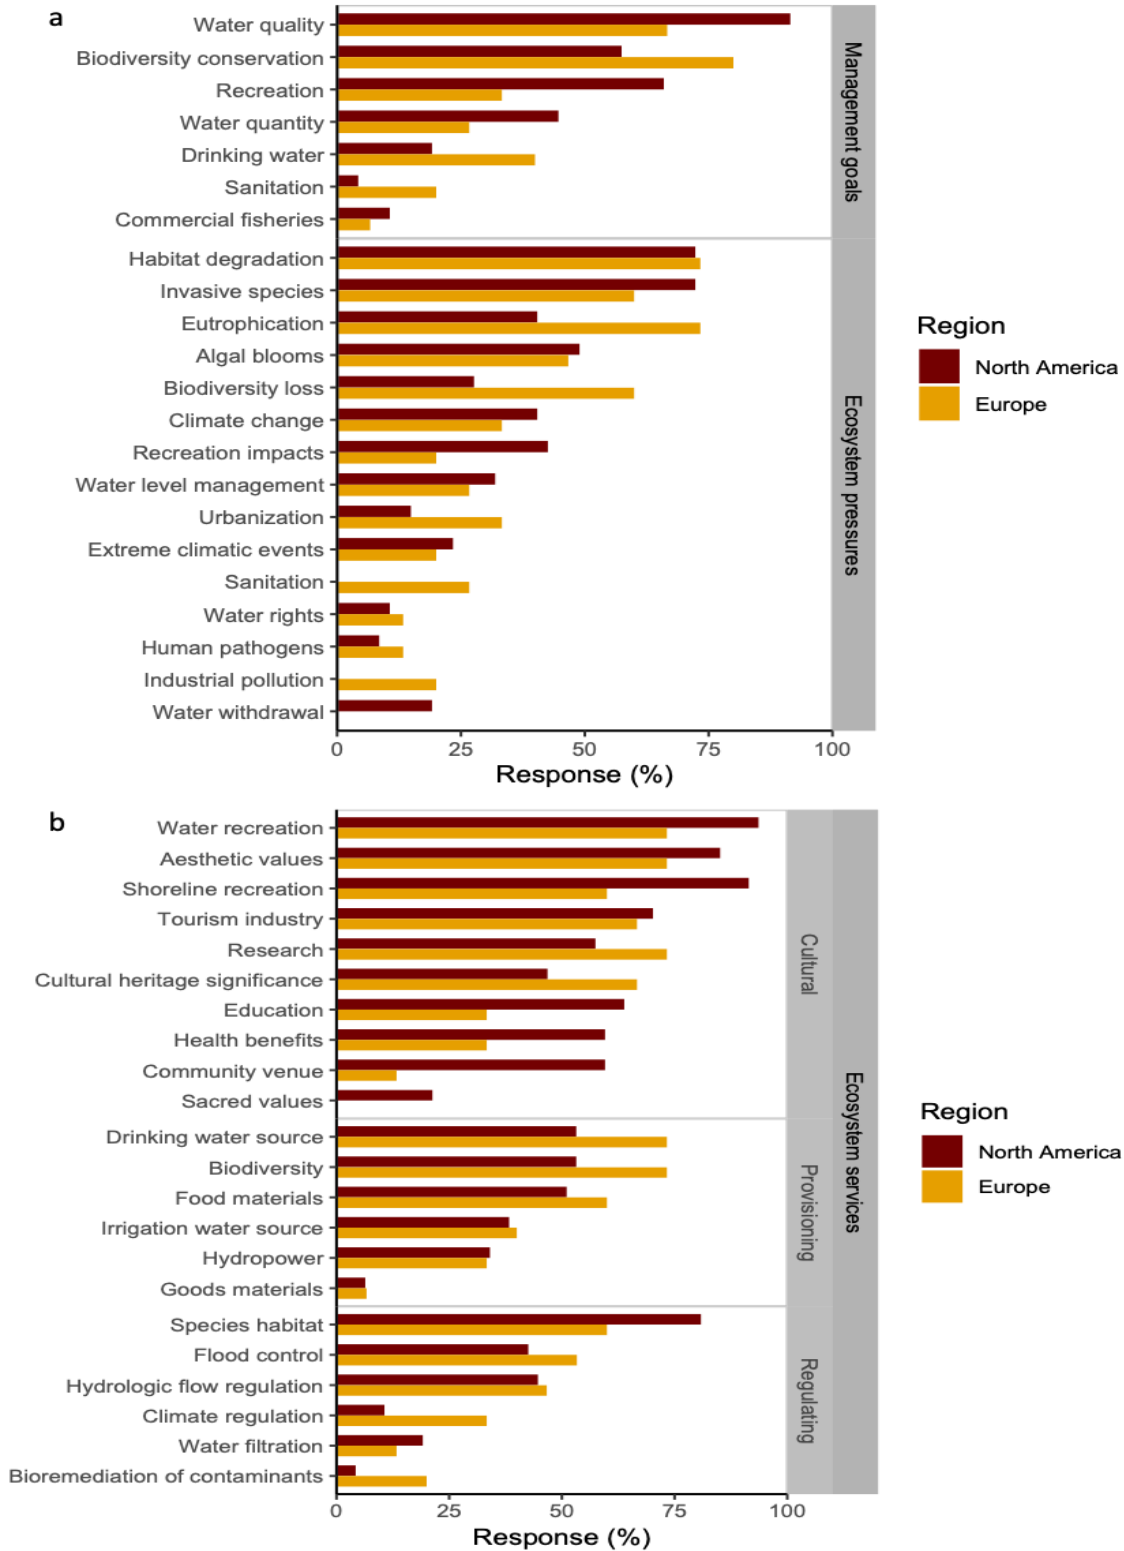 a
Water quality
Biodiversity conservation
Recreation
Water quantity
Drinking water
Sanitation
Commercial fisheries
Management goals
Habitat degradation
Invasive species
Eutrophication
Algal blooms
Biodiversity loss
Climate change
Recreation impacts
Water level management
Urbanization
Extreme climatic events
Sanitation
Water rights
Human pathogens
Industrial pollution
Water withdrawal
Ecosystem pressures
0 25 50 75 100
Response (%)
Region
North America
Europe
b
Water recreation
Aesthetic values
Shoreline recreation
Tourism industry
Research
Cultural heritage significance
Education
Health benefits
Community venue
Sacred values
Cultural
Drinking water source
Biodiversity
Food materials
Irrigation water source
Hydropower
Goods materials
Provisioning
Species habitat
Flood control
Hydrologic flow regulation
Climate regulation
Water filtration
Bioremediation of contaminants
Regulating
Ecosystem services
0 25 50 75 100
Response (%)
Region
North America
Europe